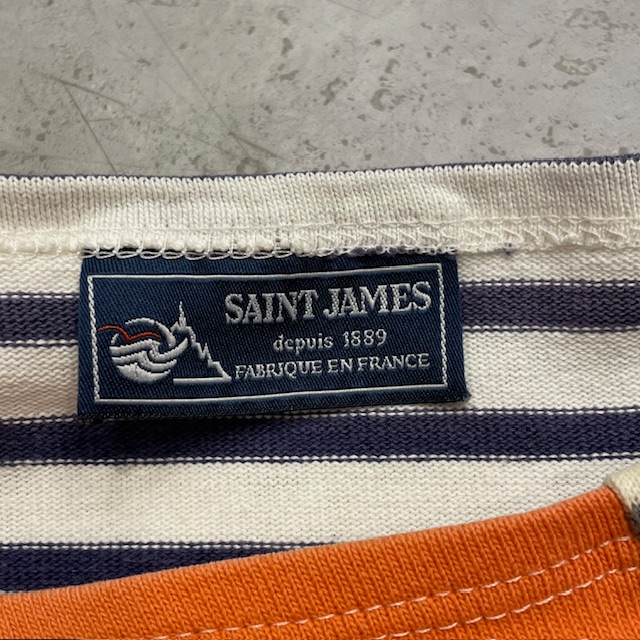 SAINT JAMES
depuis 1889
FABRIQUE EN FRANCE